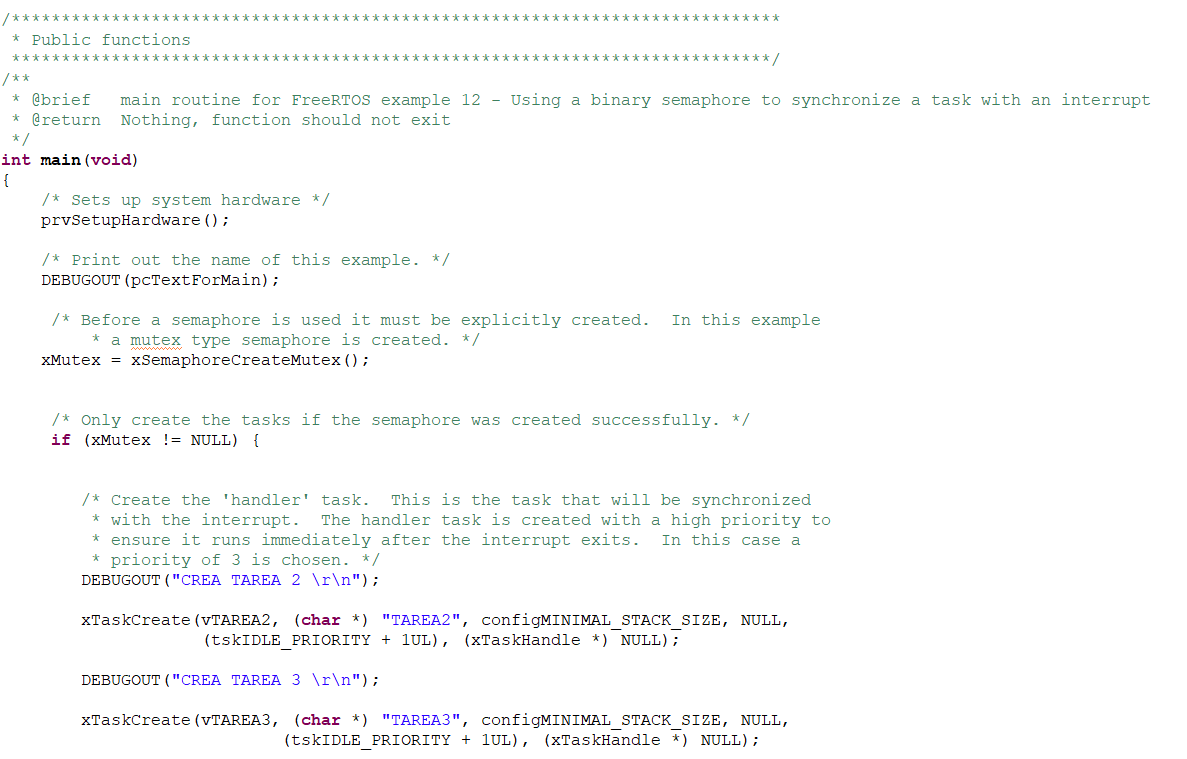 /*****************************************************************************
 * Public functions
 ****************************************************************************/
/**
 * @brief   main routine for FreeRTOS example 12 - Using a binary semaphore to synchronize a task with an interrupt
 * @return  Nothing, function should not exit
 */
int main(void)
{
    /* Sets up system hardware */
    prvSetupHardware();
    /* Print out the name of this example. */
    DEBUGOUT(pcTextForMain);
     /* Before a semaphore is used it must be explicitly created.  In this example
         * a mutex type semaphore is created. */
    xMutex = xSemaphoreCreateMutex();
     /* Only create the tasks if the semaphore was created successfully. */
     if (xMutex != NULL) {
        /* Create the 'handler' task.  This is the task that will be synchronized
         * with the interrupt.  The handler task is created with a high priority to
         * ensure it runs immediately after the interrupt exits.  In this case a
         * priority of 3 is chosen. */
        DEBUGOUT("CREA TAREA 2 \r\n");
        xTaskCreate(vTAREA2, (char *) "TAREA2", configMINIMAL_STACK_SIZE, NULL,
                    (tskIDLE_PRIORITY + 1UL), (xTaskHandle *) NULL);
        DEBUGOUT("CREA TAREA 3 \r\n");
        xTaskCreate(vTAREA3, (char *) "TAREA3", configMINIMAL_STACK_SIZE, NULL,
                            (tskIDLE_PRIORITY + 1UL), (xTaskHandle *) NULL);